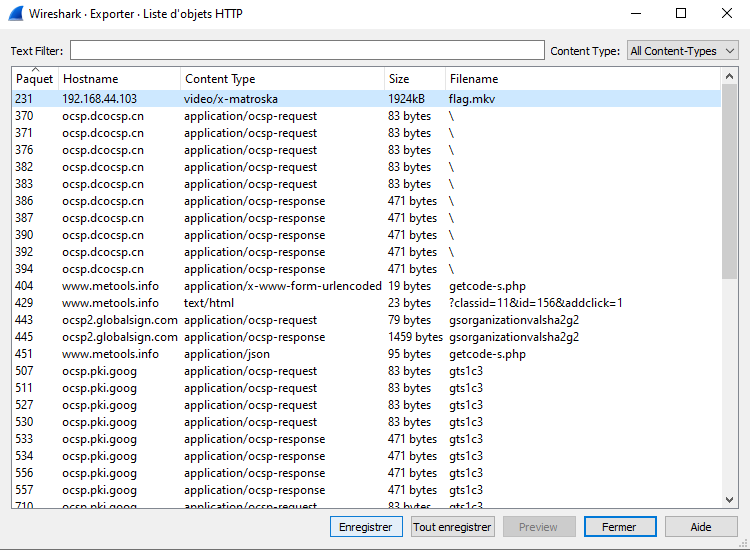 Wireshark · Exporter · Liste d'objets HTTP
Text Filter: Content Type: All Content-Types
Paquet Hostname Content Type Size Filename
231 192.168.44.103 video/x-matroska 1924kB flag.mkv
370 ocsp.dcocsp.cn application/ocsp-request 83 bytes \
371 ocsp.dcocsp.cn application/ocsp-request 83 bytes \
376 ocsp.dcocsp.cn application/ocsp-request 83 bytes \
382 ocsp.dcocsp.cn application/ocsp-request 83 bytes \
383 ocsp.dcocsp.cn application/ocsp-request 83 bytes \
386 ocsp.dcocsp.cn application/ocsp-response 471 bytes \
387 ocsp.dcocsp.cn application/ocsp-response 471 bytes \
390 ocsp.dcocsp.cn application/ocsp-response 471 bytes \
392 ocsp.dcocsp.cn application/ocsp-response 471 bytes \
394 ocsp.dcocsp.cn application/ocsp-response 471 bytes \
404 www.metools.info application/x-www-form-urlencoded 19 bytes getcode-s.php
429 www.metools.info text/html 23 bytes ?classid=11&id=156&addclick=1
443 ocsp2.globalsign.com application/ocsp-request 79 bytes gsorganizationvalsha2g2
445 ocsp2.globalsign.com application/ocsp-response 1459 bytes gsorganizationvalsha2g2
451 www.metools.info application/json 95 bytes getcode-s.php
507 ocsp.pki.goog application/ocsp-request 83 bytes gts1c3
511 ocsp.pki.goog application/ocsp-request 83 bytes gts1c3
527 ocsp.pki.goog application/ocsp-request 83 bytes gts1c3
530 ocsp.pki.goog application/ocsp-request 83 bytes gts1c3
533 ocsp.pki.goog application/ocsp-response 471 bytes gts1c3
534 ocsp.pki.goog application/ocsp-response 471 bytes gts1c3
556 ocsp.pki.goog application/ocsp-response 471 bytes gts1c3
557 ocsp.pki.goog application/ocsp-response 471 bytes gts1c3
710 ocsp.pki.goog application/ocsp-request 83 bytes gts1c3
Enregistrer Tout enregistrer Preview Fermer Aide